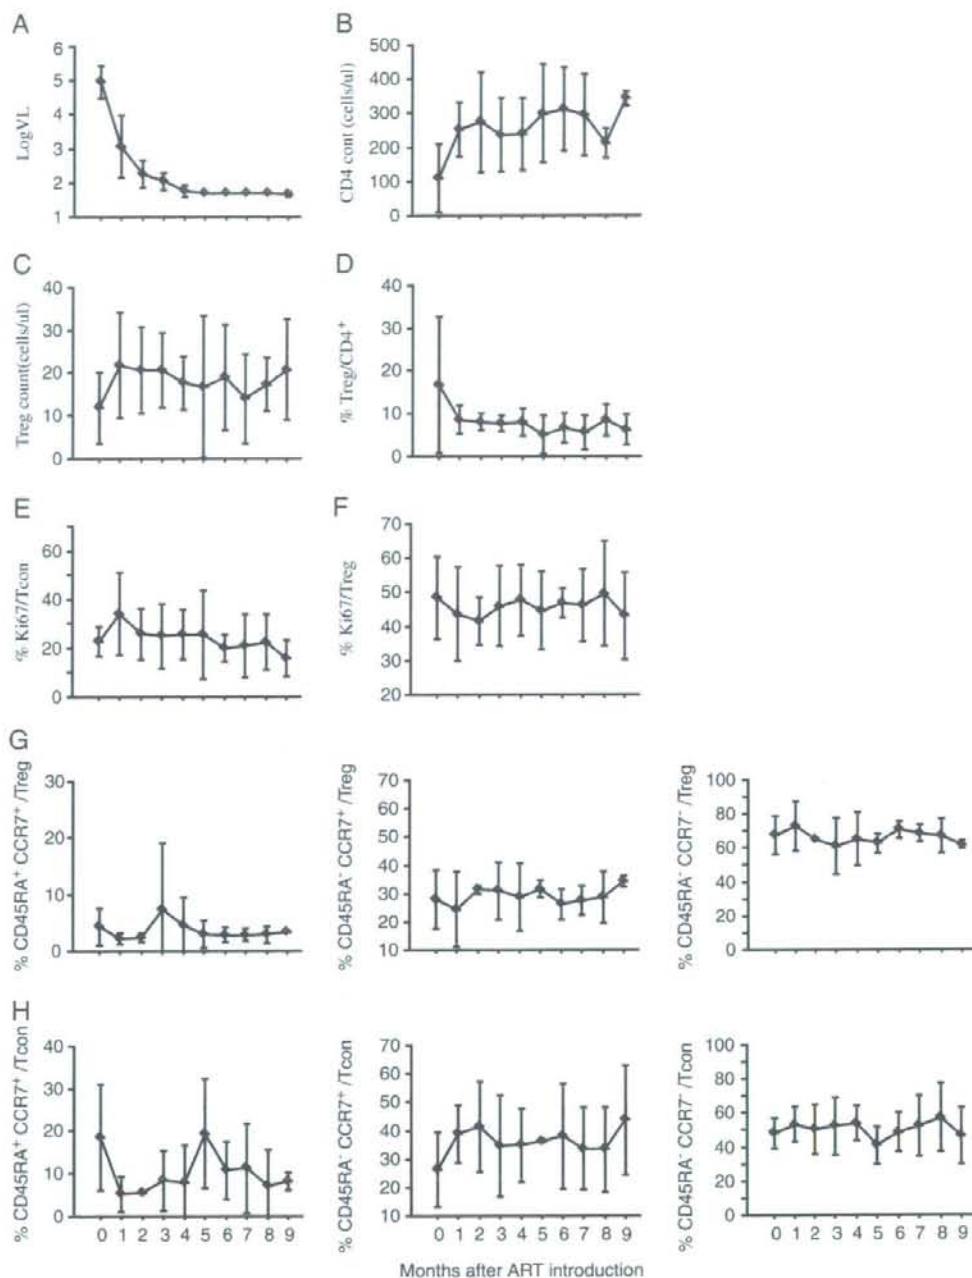 A
6
5
4
3
2
1
LogVL
B
500
400
300
200
100
0
CD4 cont (cells/ul)
C
40
30
20
10
0
Treg count(cells/ul)
D
40
30
20
10
0
% Treg/CD4⁺
E
60
40
20
0
% Ki67/Tcon
F
70
60
50
40
30
20
% Ki67/Treg
G
30
20
10
0
% CD45RA⁺ CCR7⁺ /Treg
70
60
50
40
30
20
10
% CD45RA⁻ CCR7⁺ /Treg
100
80
60
40
20
0
% CD45RA⁻ CCR7⁻ /Treg
H
40
30
20
10
0
% CD45RA⁺ CCR7⁺ /Tcon
0 1 2 3 4 5 6 7 8 9
70
60
50
40
30
20
10
% CD45RA⁻ CCR7⁺ /Tcon
0 1 2 3 4 5 6 7 8 9
100
80
60
40
20
0
% CD45RA⁻ CCR7⁻ /Tcon
0 1 2 3 4 5 6 7 8 9
Months after ART introduction